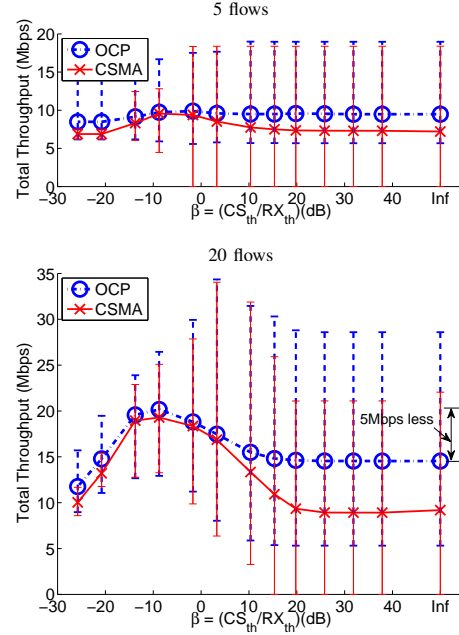 5 flows
Total Throughput (Mbps)
20
15
10
5
0
OCP
CSMA
−30 −20 −10 0 10 20 30 40 Inf
β = (CS_th/RX_th)(dB)
20 flows
Total Throughput (Mbps)
35
30
25
20
15
10
5
0
OCP
CSMA
5Mbps less
−30 −20 −10 0 10 20 30 40 Inf
β = (CS_th/RX_th)(dB)